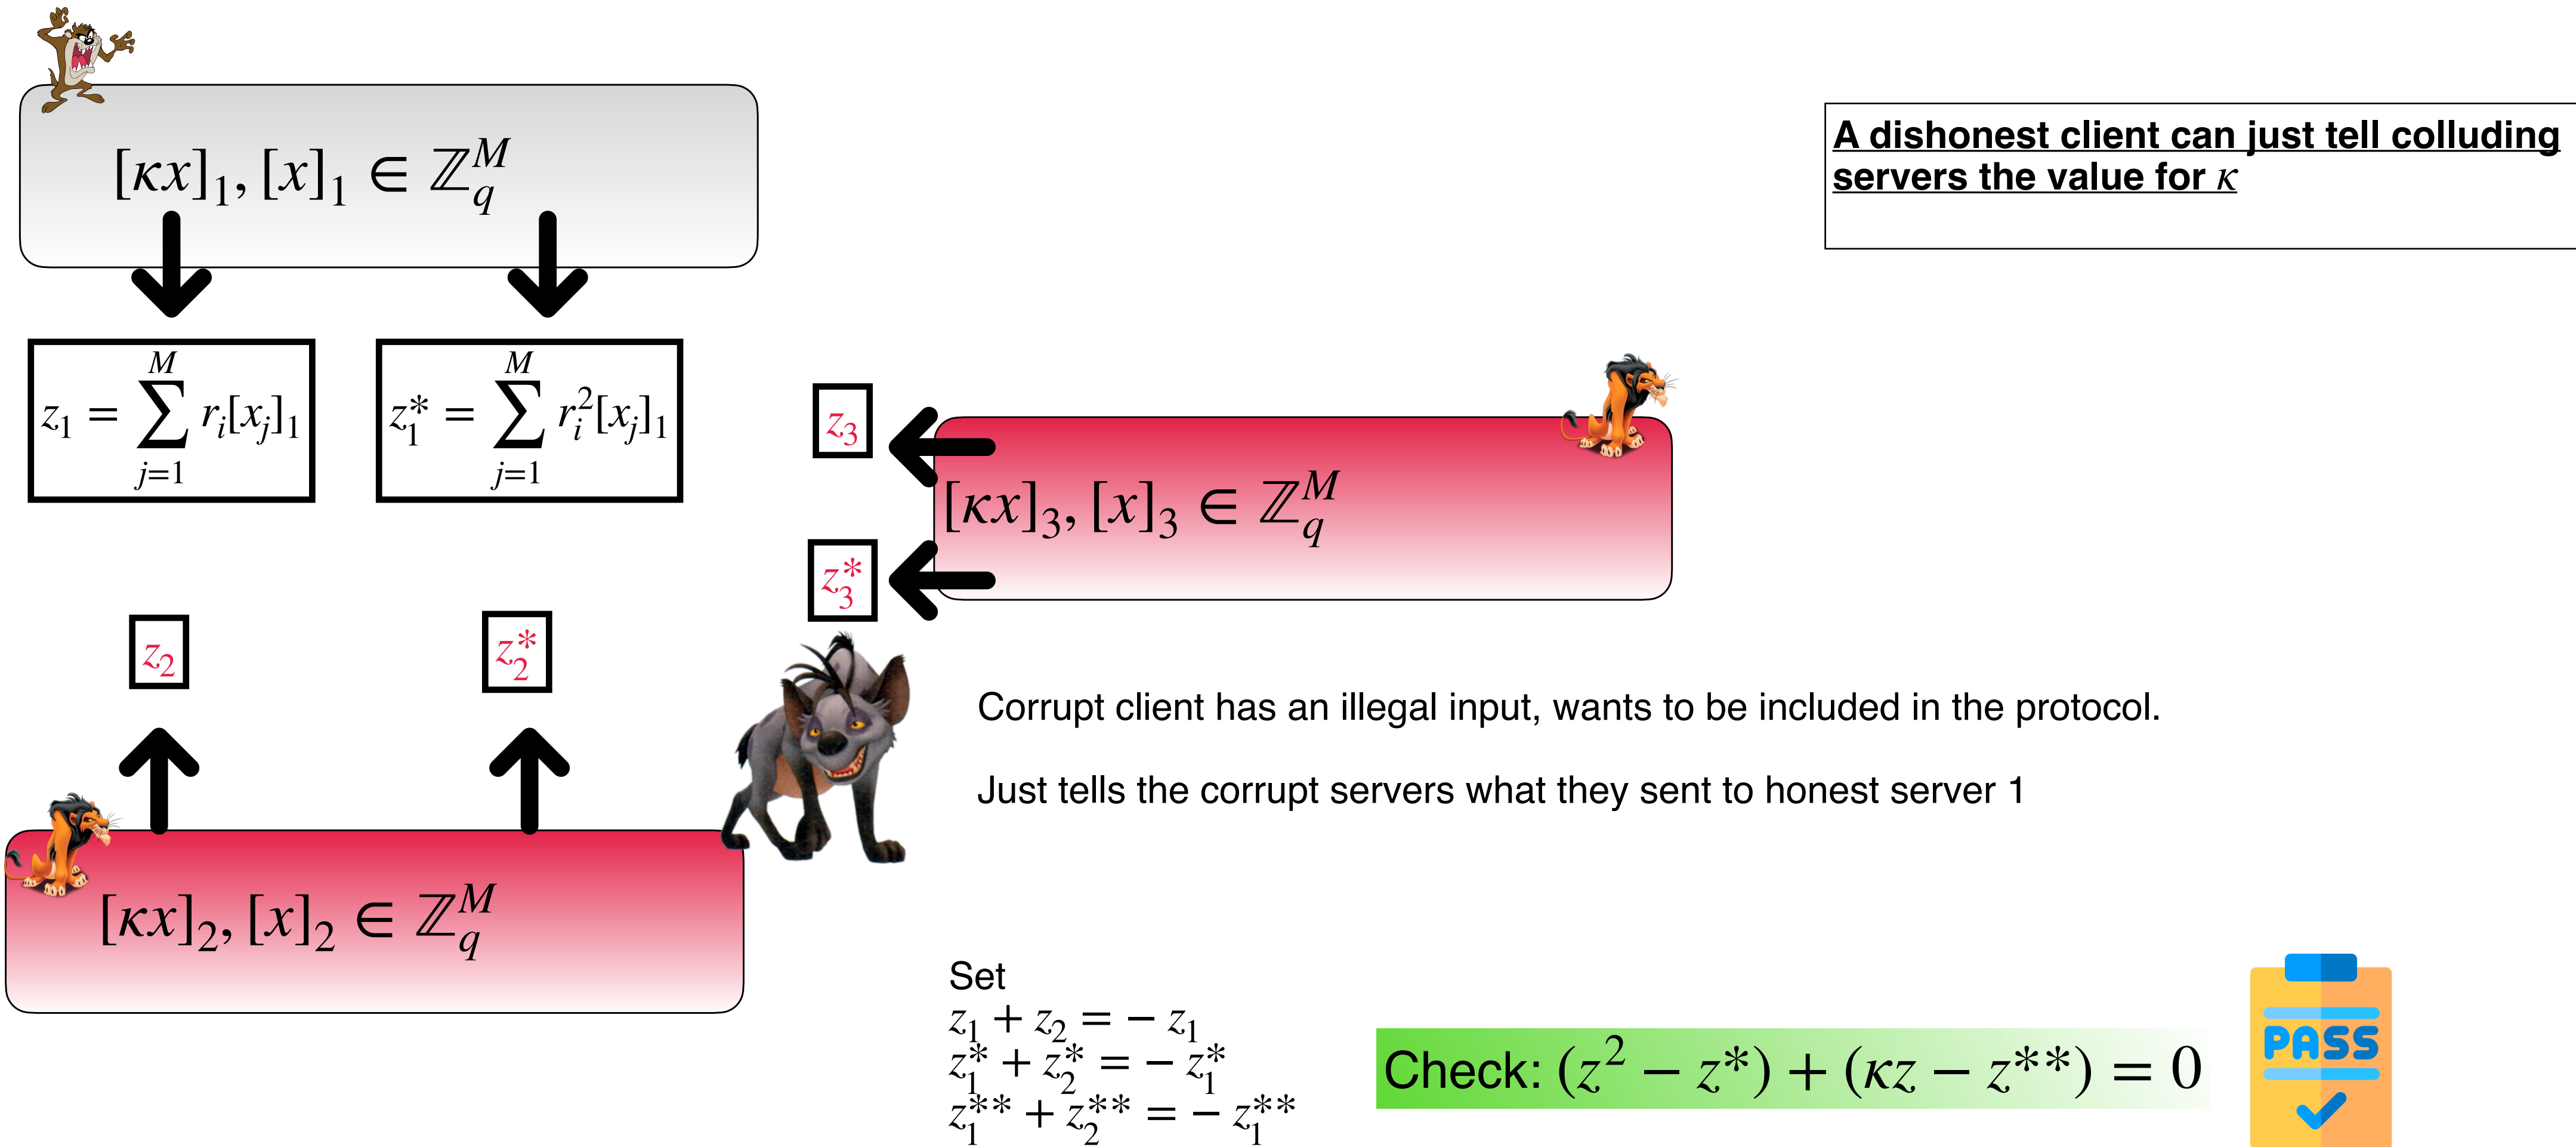 [κx]₁, [x]₁ ∈ ℤ_q^M
A dishonest client can just tell colluding
servers the value for κ
z₁ = ∑_{j=1}^{M} r_i[x_j]₁
z₁* = ∑_{j=1}^{M} r_i²[x_j]₁
z₃
[κx]₃, [x]₃ ∈ ℤ_q^M
z₃*
z₂
z₂*
Corrupt client has an illegal input, wants to be included in the protocol.
Just tells the corrupt servers what they sent to honest server 1
[κx]₂, [x]₂ ∈ ℤ_q^M
Set
z₁ + z₂ = − z₁
z₁* + z₂* = − z₁*
z₁** + z₂** = − z₁**
Check: (z² − z*) + (κz − z**) = 0
PASS